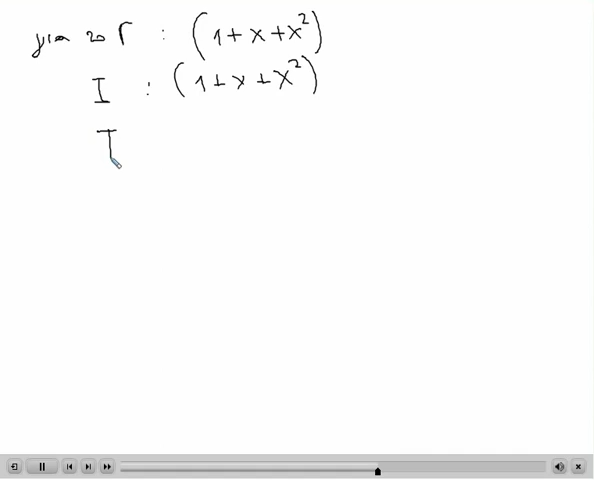 για το Γ : (1+x+x²)
I : (1+x+x²)
T